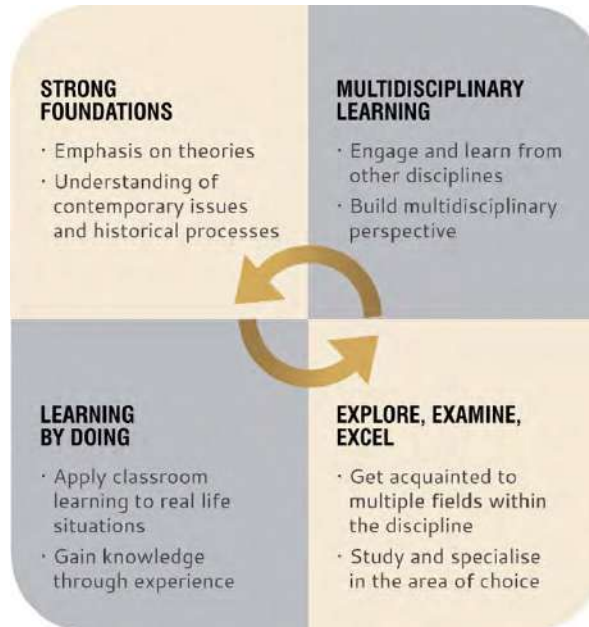 STRONG
FOUNDATIONS
· Emphasis on theories
· Understanding of
contemporary issues
and historical processes
MULTIDISCIPLINARY
LEARNING
· Engage and learn from
other disciplines
· Build multidisciplinary
perspective
LEARNING
BY DOING
· Apply classroom
learning to real life
situations
· Gain knowledge
through experience
EXPLORE, EXAMINE,
EXCEL
· Get acquainted to
multiple fields within
the discipline
· Study and specialise
in the area of choice